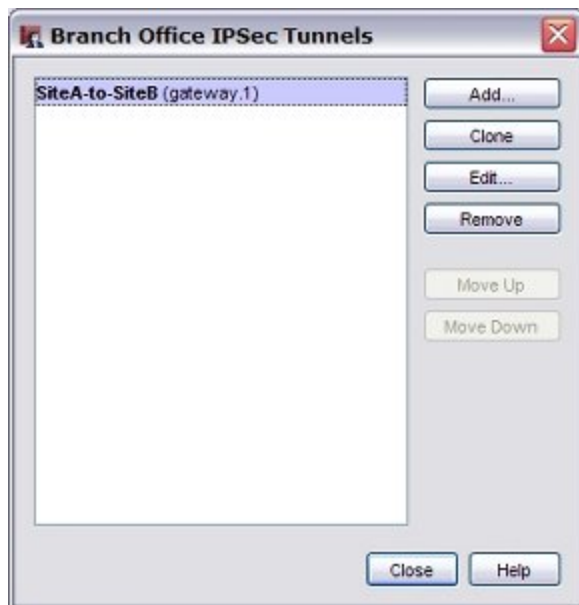 Branch Office IPSec Tunnels
SiteA-to-SiteB (gateway.1)
Add...
Clone
Edit...
Remove
Move Up
Move Down
Close
Help